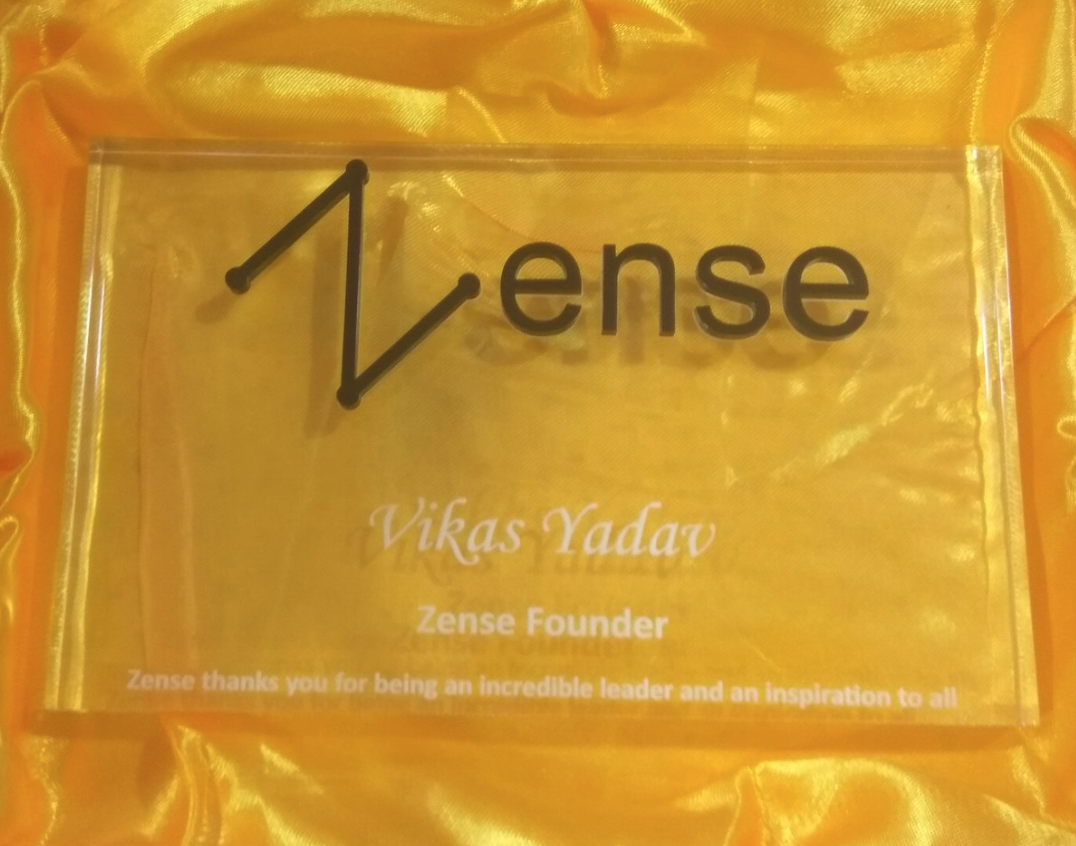 Zense
Vikas Yadav
Zense Founder
Zense thanks you for being an incredible leader and an inspiration to all